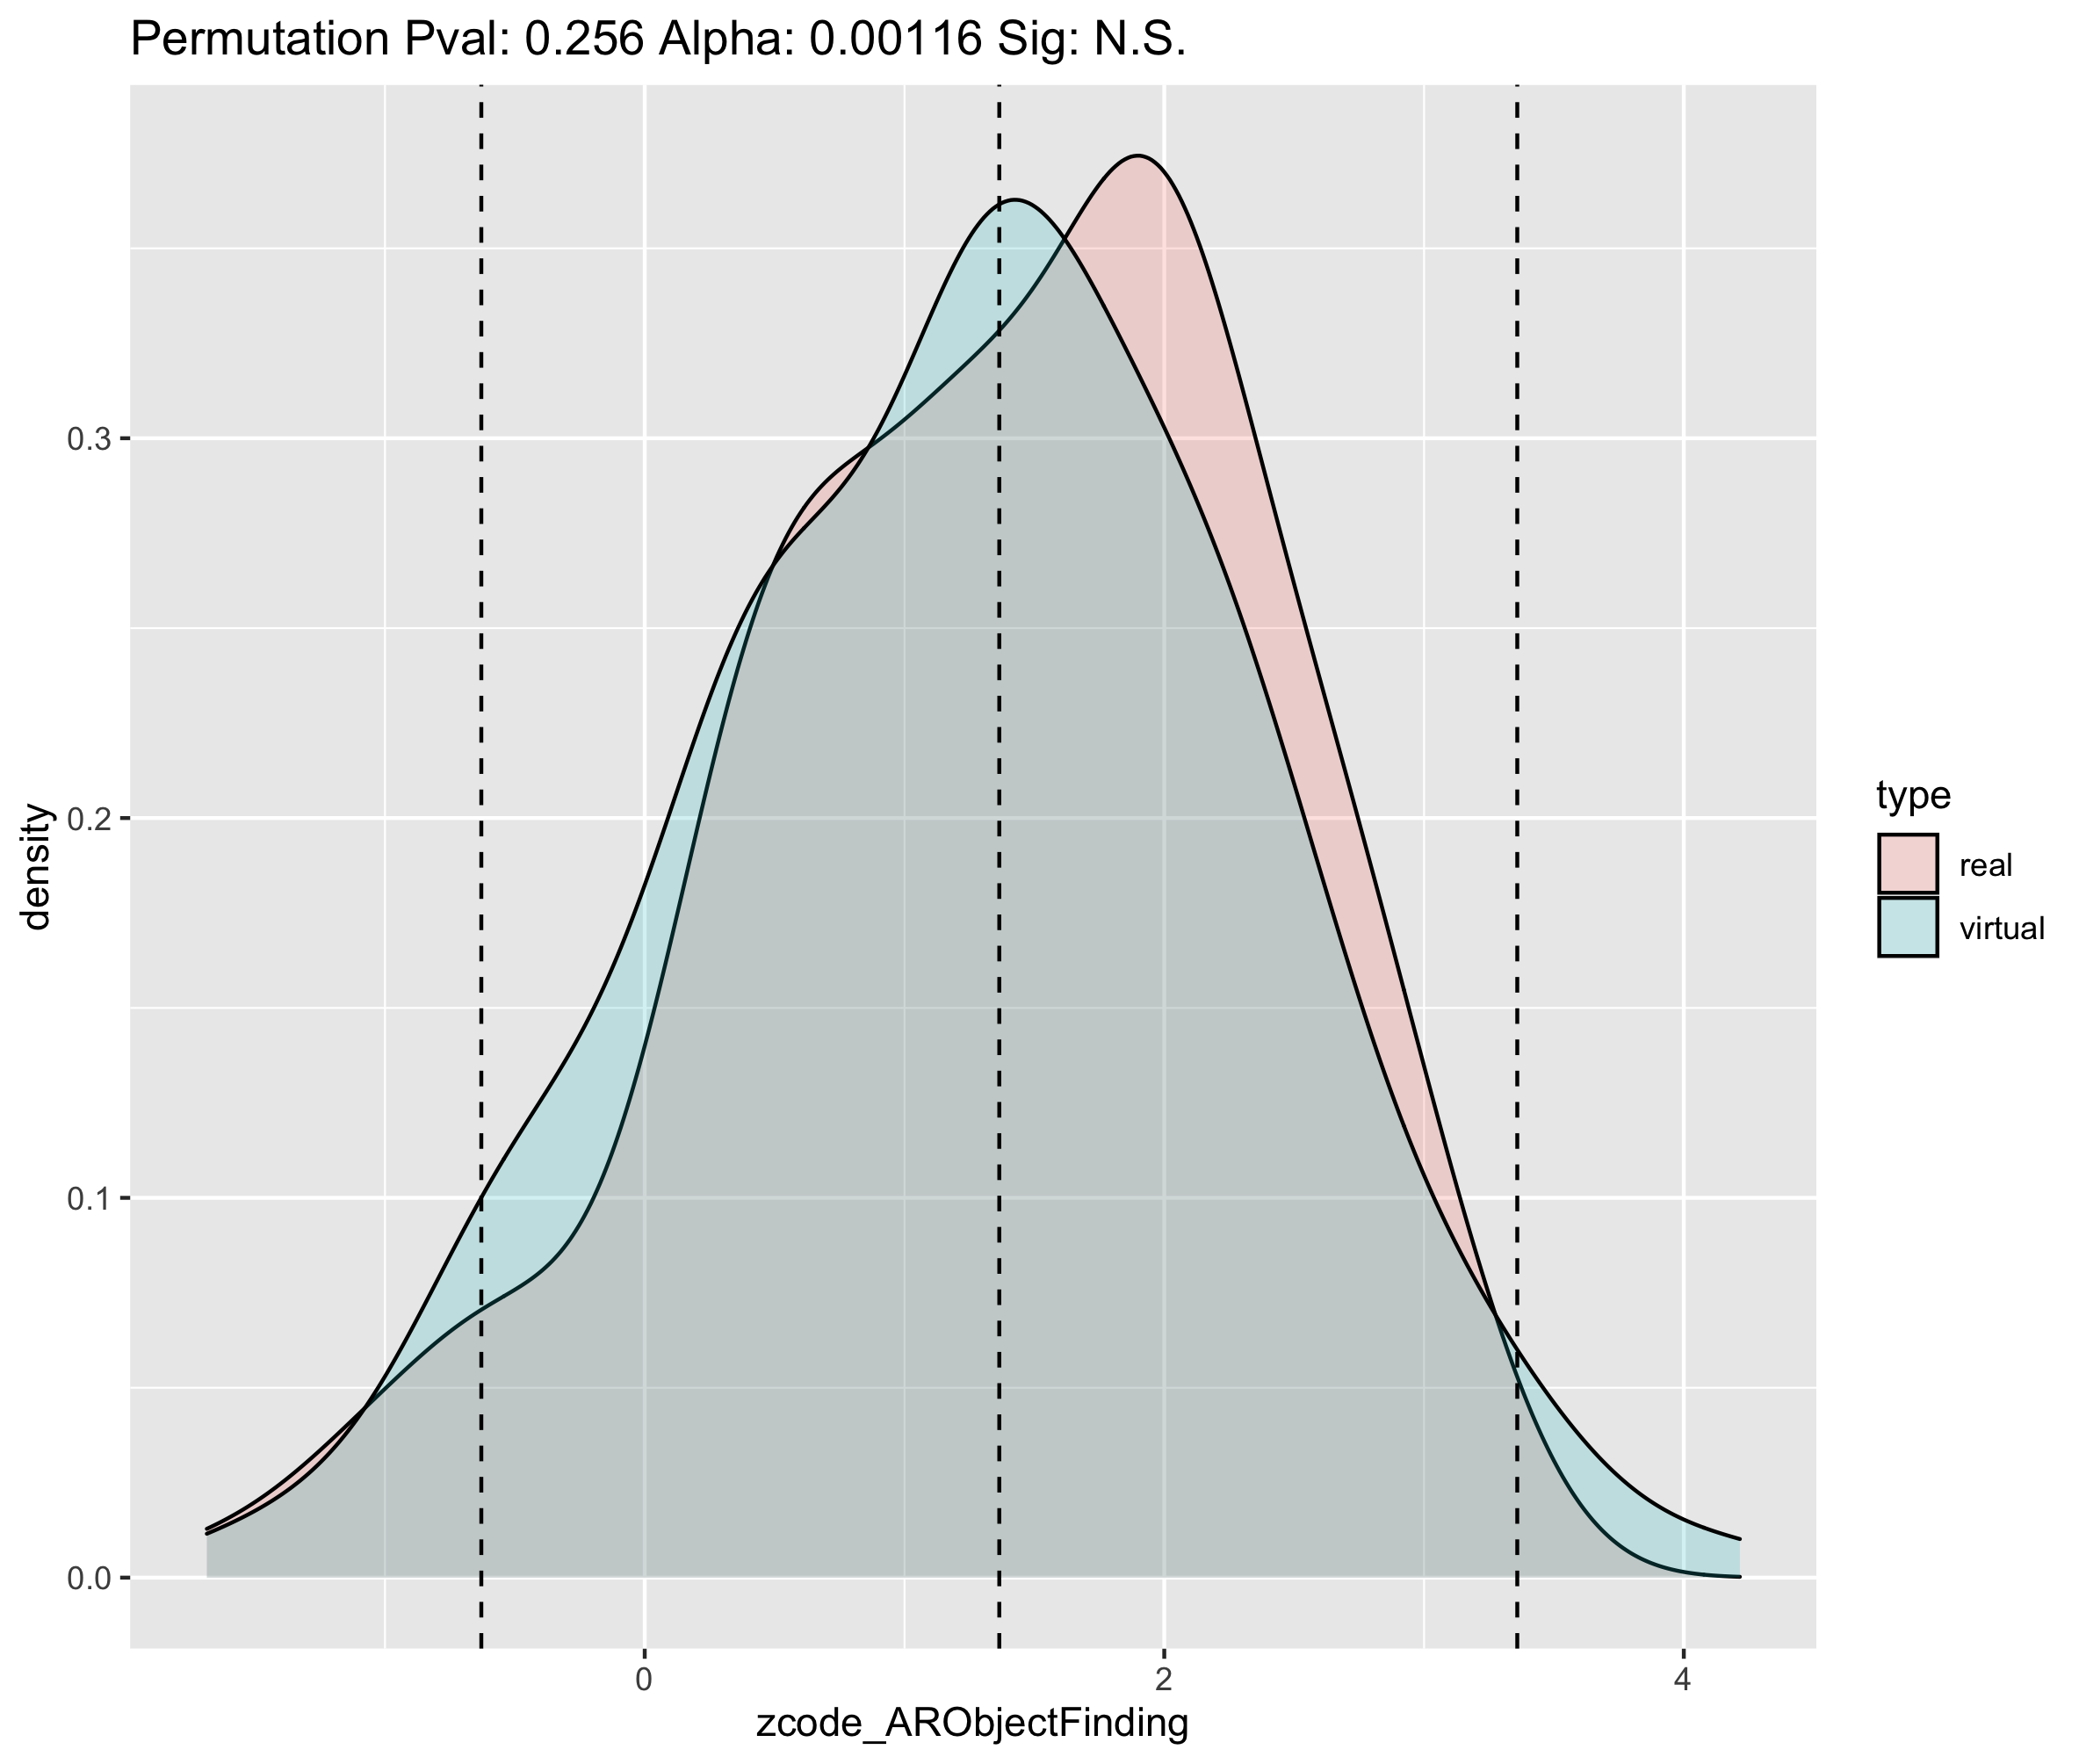 Permutation Pval: 0.256 Alpha: 0.00116 Sig: N.S.
0.3
0.2
0.1
0.0
density
0 2 4
zcode_ARObjectFinding
type
real
virtual